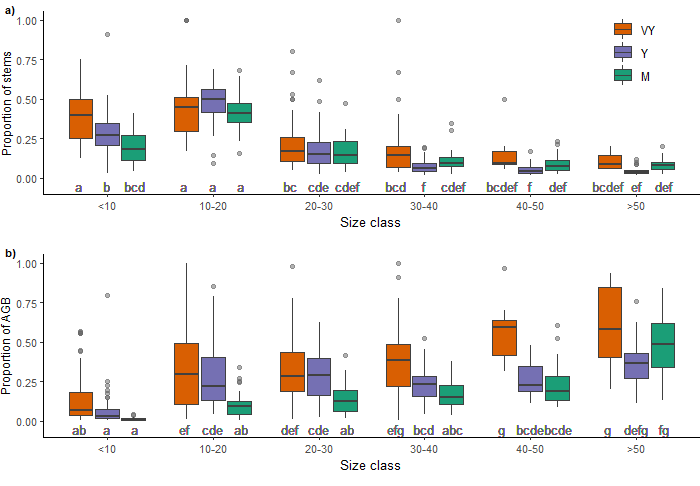 a)
Proportion of stems
1.00
0.75
0.50
0.25
0.00
VY
Y
M
a b bcd a a a bc cde cdef bcd f cdef bcdef f def bcdef ef def
<10 10-20 20-30 30-40 40-50 >50
Size class
b)
Proportion of AGB
1.00
0.75
0.50
0.25
0.00
ab a a ef cde ab def cde ab efg bcd abc g bcde bcde g defg fg
<10 10-20 20-30 30-40 40-50 >50
Size class